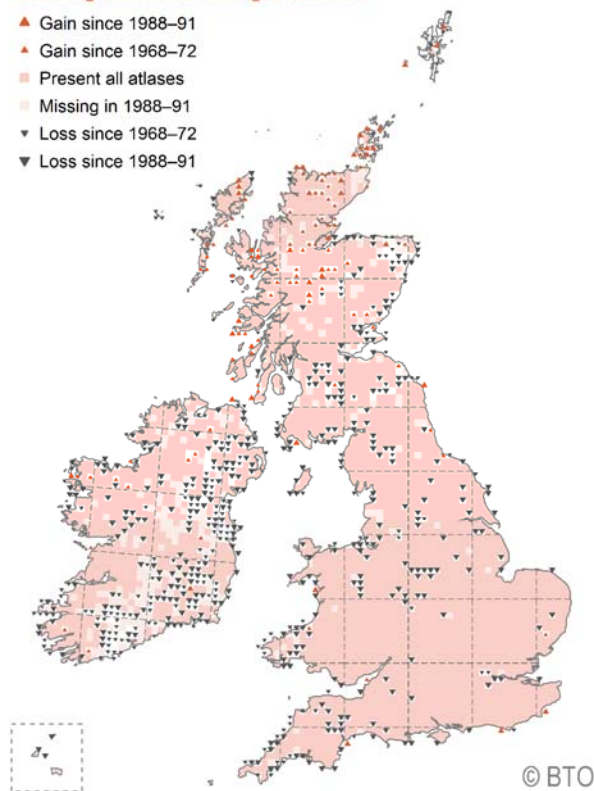 Gain since 1988–91
Gain since 1968–72
Present all atlases
Missing in 1988–91
Loss since 1968–72
Loss since 1988–91
© BTO